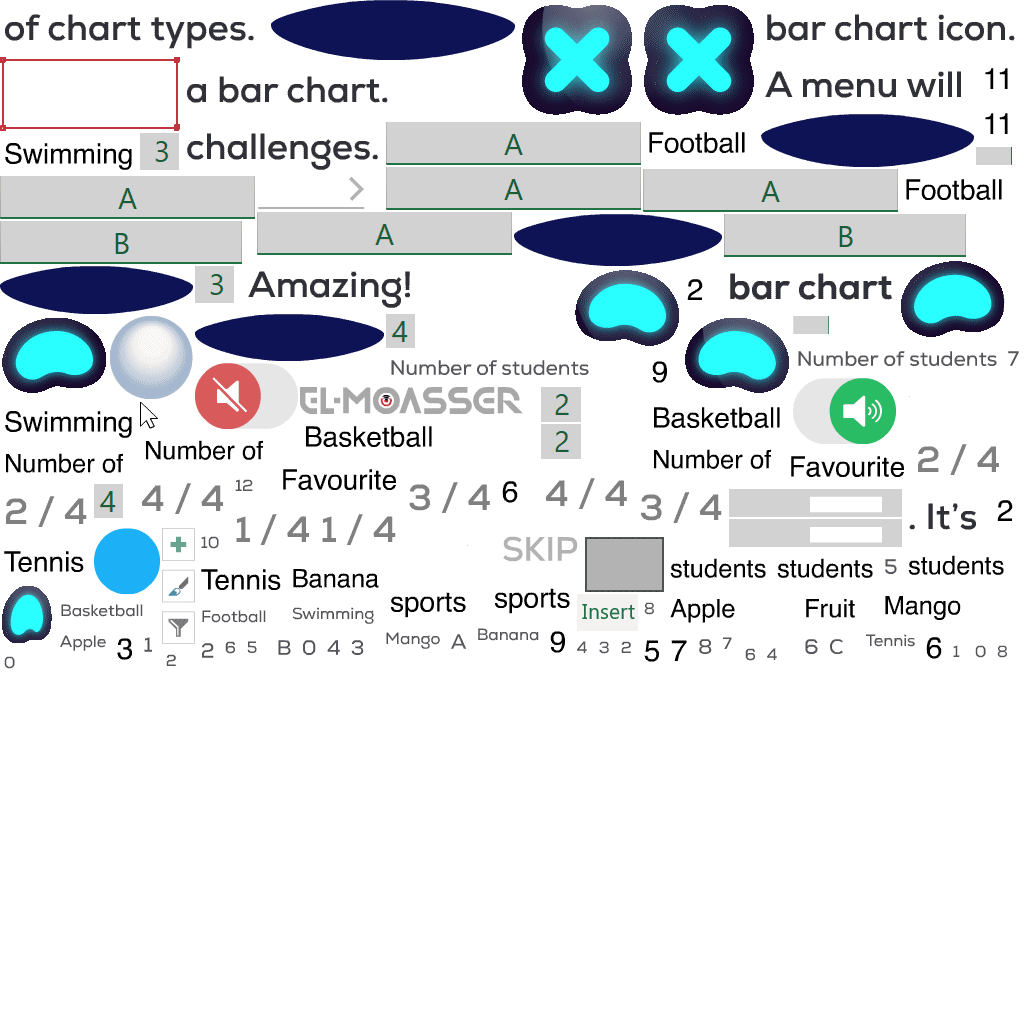 of chart types.
bar chart icon.
a bar chart.
A menu will
11
11
Swimming
3
challenges.
A
Football
A
A
A
Football
B
A
B
3
Amazing!
2
bar chart
4
Number of students
9
Number of students 7
EL-MOASSER
2
Swimming
Basketball
Basketball
2
Number of
Number of
Number of
Favourite
2 / 4
Favourite
2 / 4
4
4 / 4
12
3 / 4
6
4 / 4
3 / 4
. It's
2
1 / 4
1 / 4
10
SKIP
Tennis
Tennis
Banana
students
students
5
students
Basketball
Football
Swimming
sports
sports
Insert
8
Apple
Fruit
Mango
Apple
3
1
2
2
6
5
B
0
4
3
Mango
A
Banana
9
4
3
2
5
7
8
7
6
4
6
C
Tennis
6
1
0
8
0